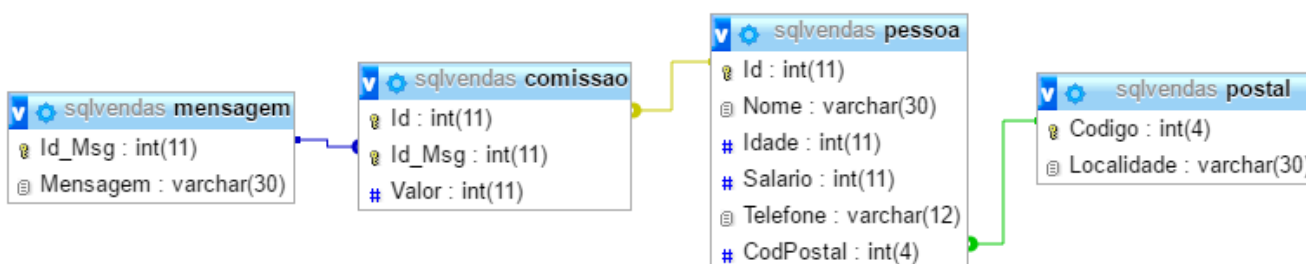 sqlvendas mensagem
Id_Msg : int(11)
Mensagem : varchar(30)
sqlvendas comissao
Id : int(11)
Id_Msg : int(11)
Valor : int(11)
sqlvendas pessoa
Id : int(11)
Nome : varchar(30)
Idade : int(11)
Salario : int(11)
Telefone : varchar(12)
CodPostal : int(4)
sqlvendas postal
Codigo : int(4)
Localidade : varchar(30)